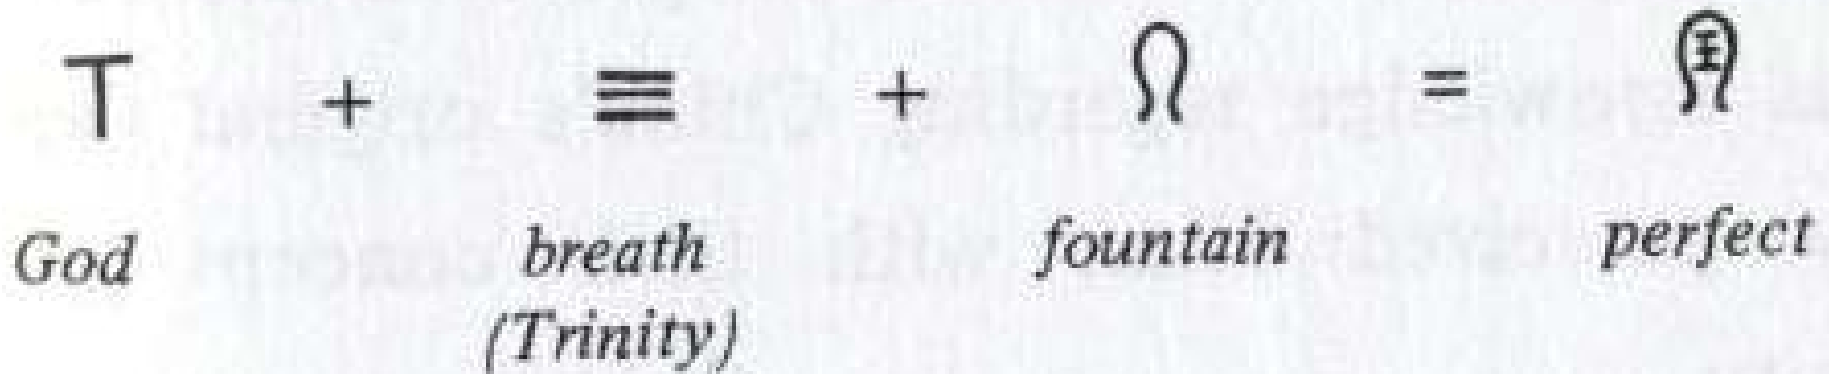 T + ≡ + Ω =
God breath fountain perfect
(Trinity)